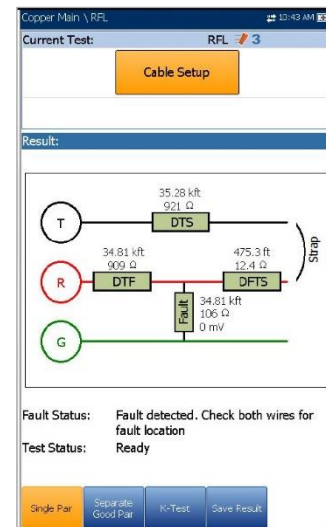 Copper Main \ RFL 10:43 AM
Current Test: RFL 3
Cable Setup
Result:
35.28 kft
921 Ω
T DTS
Strap
34.81 kft 475.3 ft
909 Ω 12.4 Ω
R DTF DFTS
Fault
34.81 kft
106 Ω
0 mV
G
Fault Status: Fault detected. Check both wires for
fault location
Test Status: Ready
Single Pair
Separate
Good Pair
K-Test
Save Result